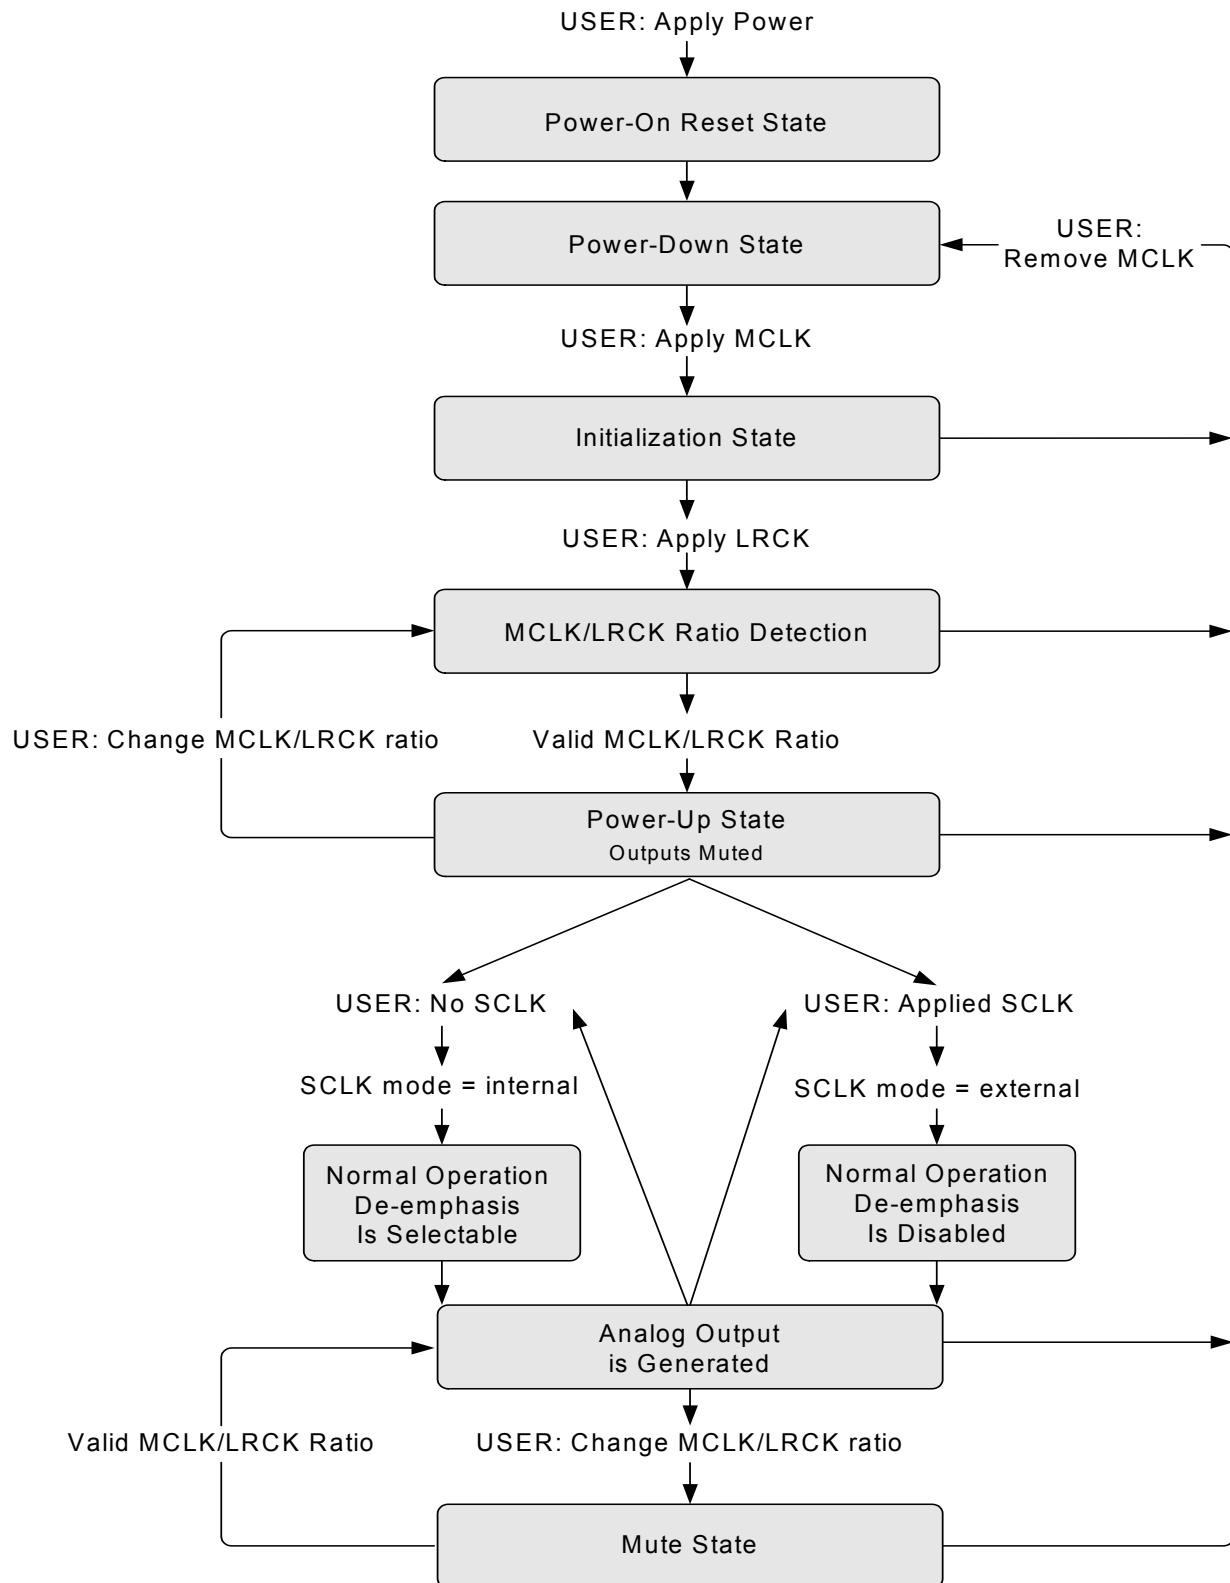 USER: Apply Power
Power-On Reset State
Power-Down State
USER:
Remove MCLK
USER: Apply MCLK
Initialization State
USER: Apply LRCK
MCLK/LRCK Ratio Detection
USER: Change MCLK/LRCK ratio
Valid MCLK/LRCK Ratio
Power-Up State
Outputs Muted
USER: No SCLK
USER: Applied SCLK
SCLK mode = internal
SCLK mode = external
Normal Operation
De-emphasis
Is Selectable
Normal Operation
De-emphasis
Is Disabled
Analog Output
is Generated
Valid MCLK/LRCK Ratio
USER: Change MCLK/LRCK ratio
Mute State